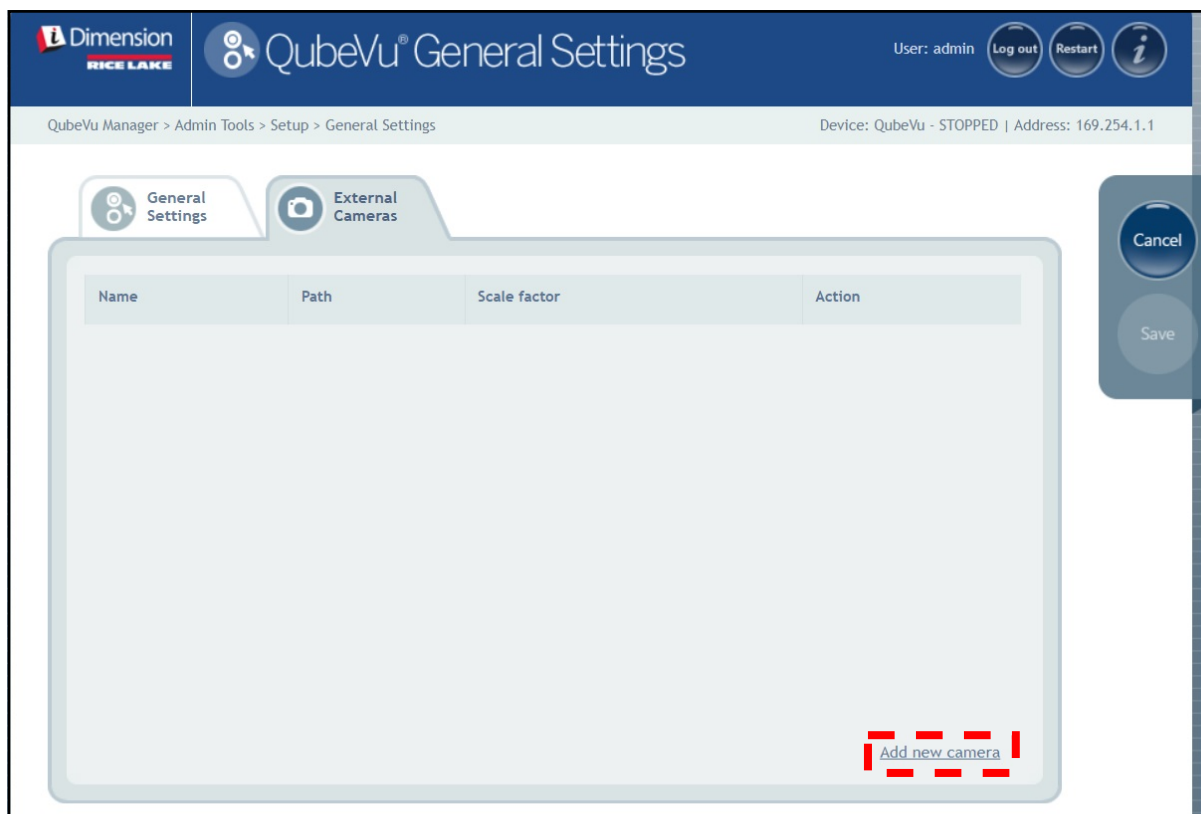 iDimension
RICE LAKE
QubeVu® General Settings
User: admin
Log out
Restart
i
QubeVu Manager > Admin Tools > Setup > General Settings
Device: QubeVu - STOPPED | Address: 169.254.1.1
General
Settings
External
Cameras
Cancel
Save
Name Path Scale factor Action
Add new camera